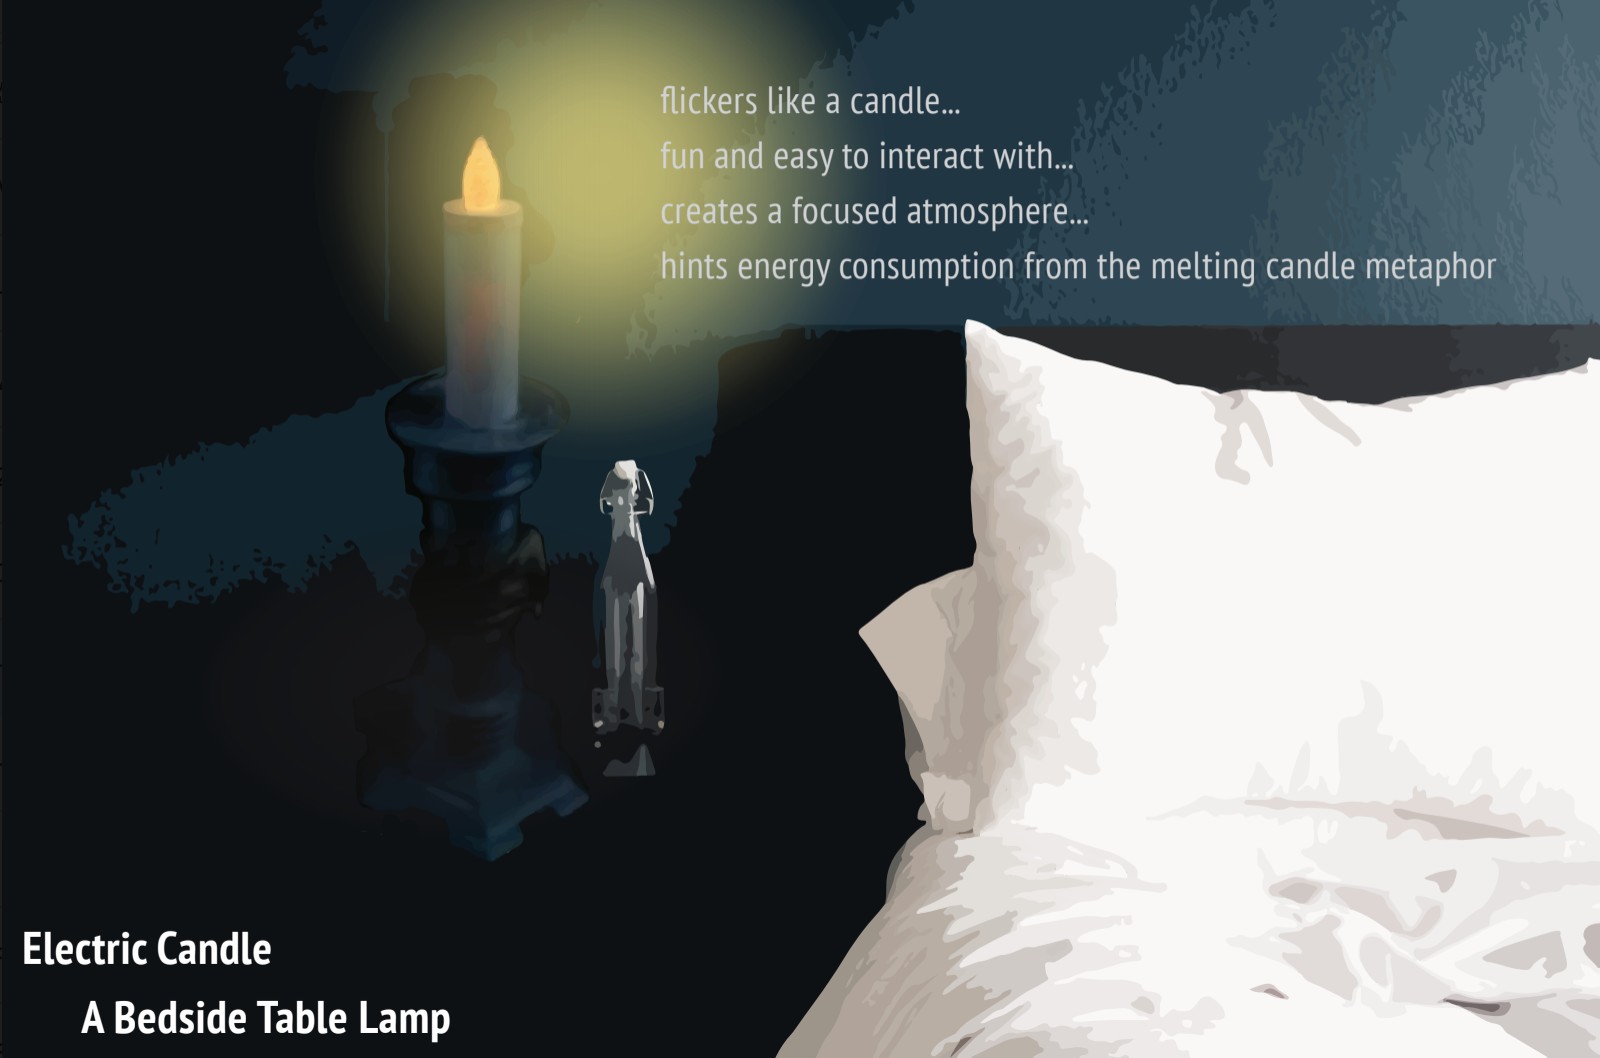 flickers like a candle...
fun and easy to interact with...
creates a focused atmosphere...
hints energy consumption from the melting candle metaphor
Electric Candle
A Bedside Table Lamp